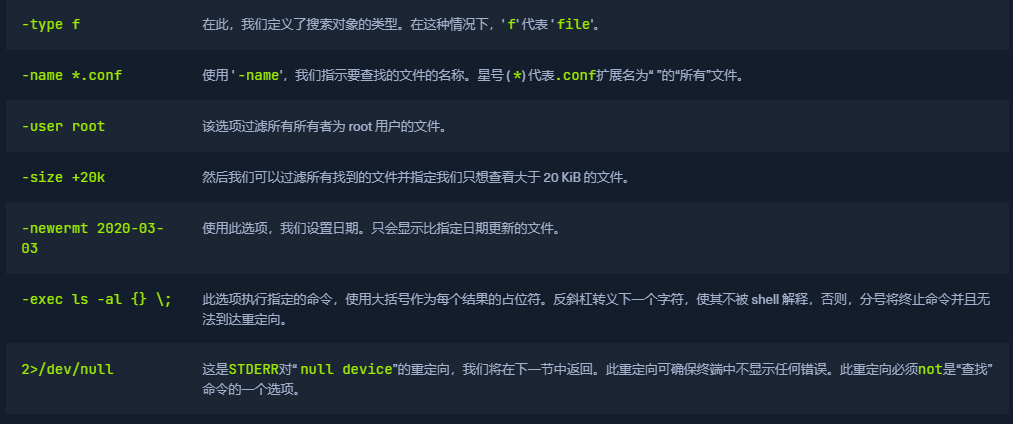 -type f 在此，我们定义了搜索对象的类型。在这种情况下，' f' 代表 ' file'。
-name *.conf 使用 ' -name'，我们指示要查找的文件的名称。星号 ( *) 代表.conf扩展名为“ ”的“所有”文件。
-user root 该选项过滤所有所有者为 root 用户的文件。
-size +20k 然后我们可以过滤所有找到的文件并指定我们只想查看大于 20 KiB 的文件。
-newermt 2020-03- 使用此选项，我们设置日期。只会显示比指定日期更新的文件。
03
-exec ls -al {} \; 此选项执行指定的命令，使用大括号作为每个结果的占位符。反斜杠转义下一个字符，使其不被 shell 解释，否则，分号将终止命令并且无
法到达重定向。
2>/dev/null 这是STDERR对“ null device”的重定向，我们将在下一节中返回。此重定向可确保终端中不显示任何错误。此重定向必须not是“查找”
命令的一个选项。